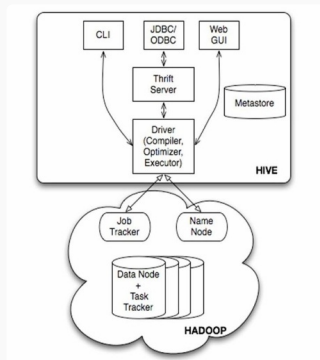 CLI
JDBC/
ODBC
Web
GUI
Thrift
Server
Metastore
Driver
(Compiler,
Optimizer,
Executor)
HIVE
Job
Tracker
Name
Node
Data Node
+
Task
Tracker
HADOOP